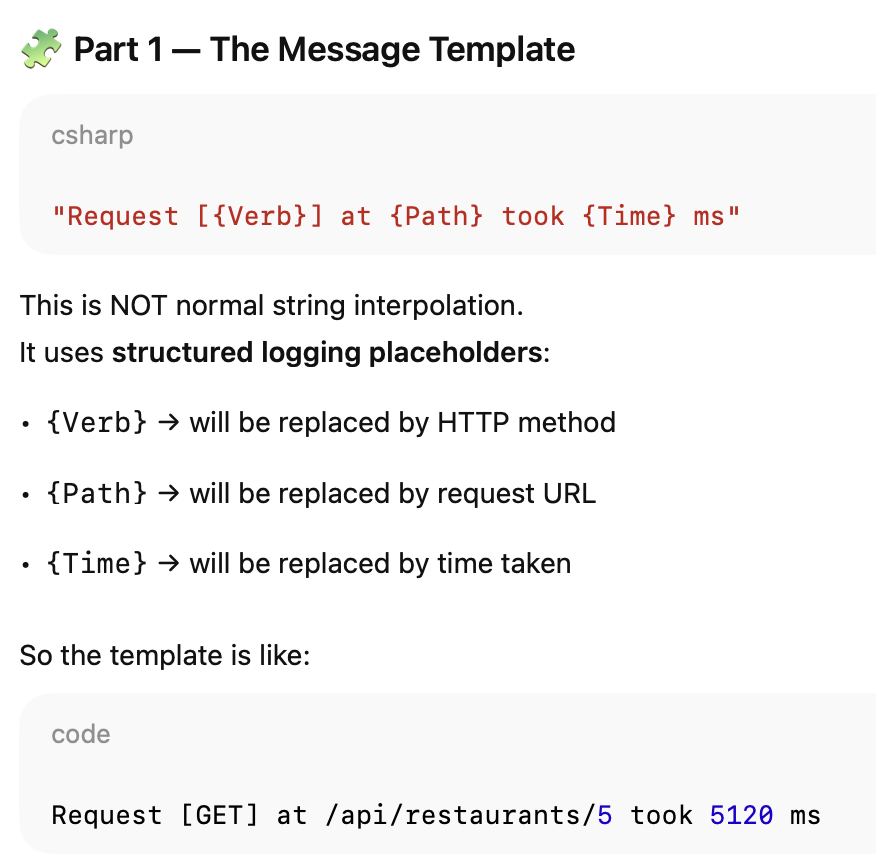 🧩 Part 1 — The Message Template
csharp
"Request [{Verb}] at {Path} took {Time} ms"
This is NOT normal string interpolation.
It uses structured logging placeholders:
• {Verb} → will be replaced by HTTP method
• {Path} → will be replaced by request URL
• {Time} → will be replaced by time taken
So the template is like:
code
Request [GET] at /api/restaurants/5 took 5120 ms